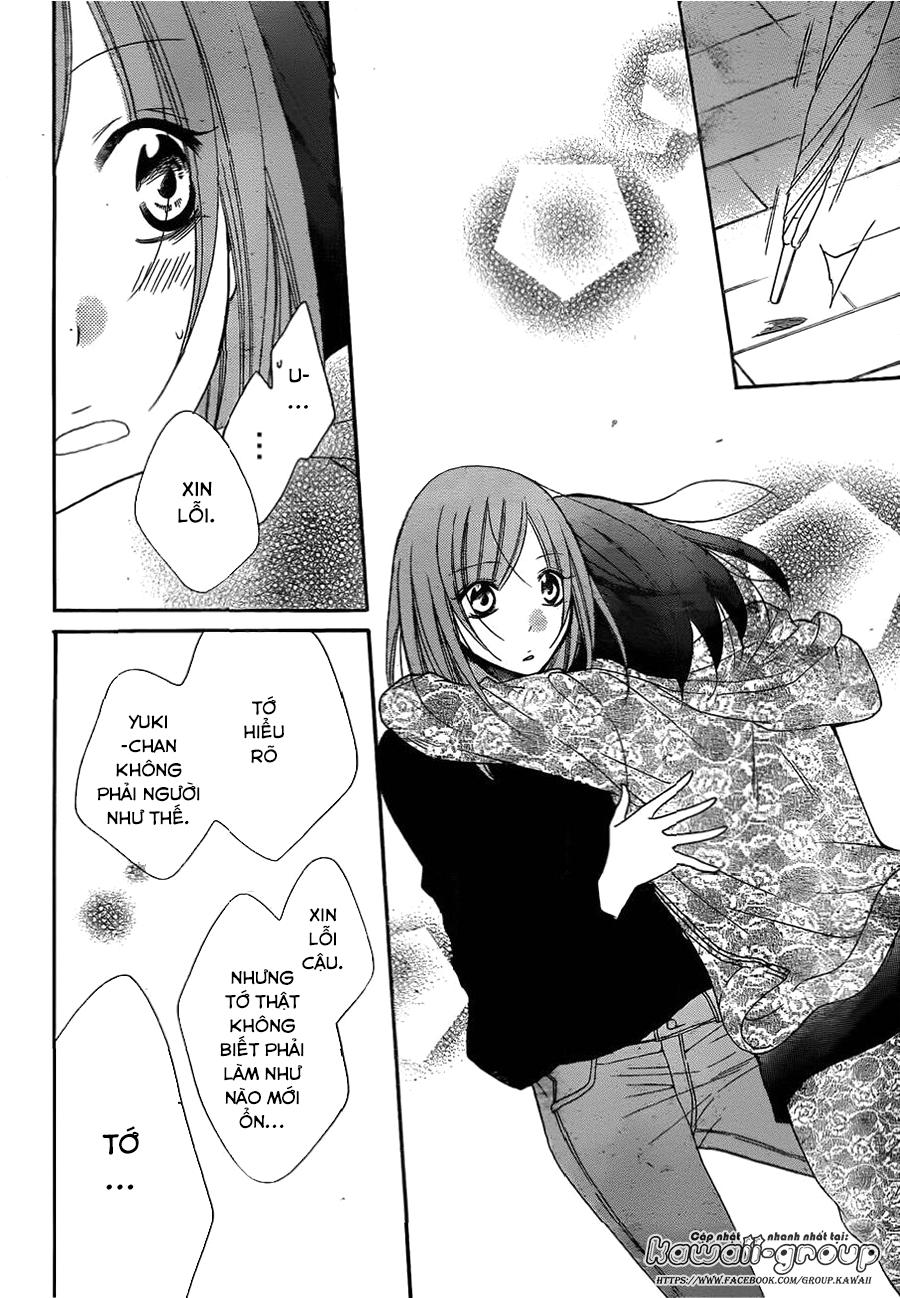 U-
...
...
XIN
LỖI.
TỚ
HIỂU
RÕ
YUKI
-CHAN
KHÔNG
PHẢI NGƯỜI
NHƯ THẾ.
XIN
LỖI
CẬU.
NHƯNG
TỚ THẬT
KHÔNG
BIẾT PHẢI
LÀM NHƯ
NÀO MỚI
ỔN...
TỚ
...
Cập nhật nhanh nhất tại:
kawaii-group
HTTPS://WWW.FACEBOOK.COM/GROUP.KAWAII